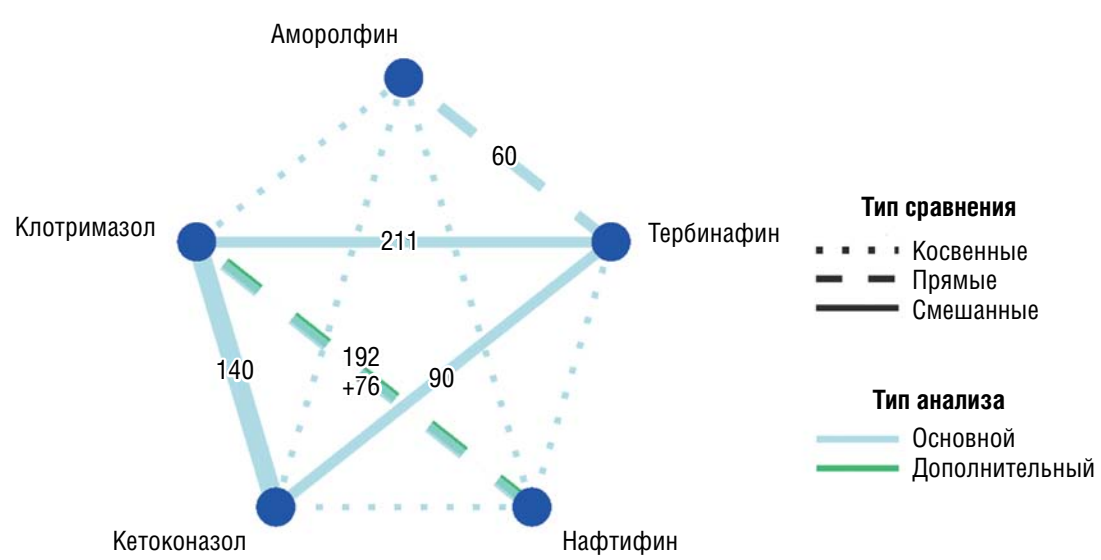 Аморолфин
60
Клотримазол
211
Тербинафин
Тип сравнения
Косвенные
Прямые
Смешанные
140
192
+76
90
Тип анализа
Основной
Дополнительный
Кетоконазол
Нафтифин